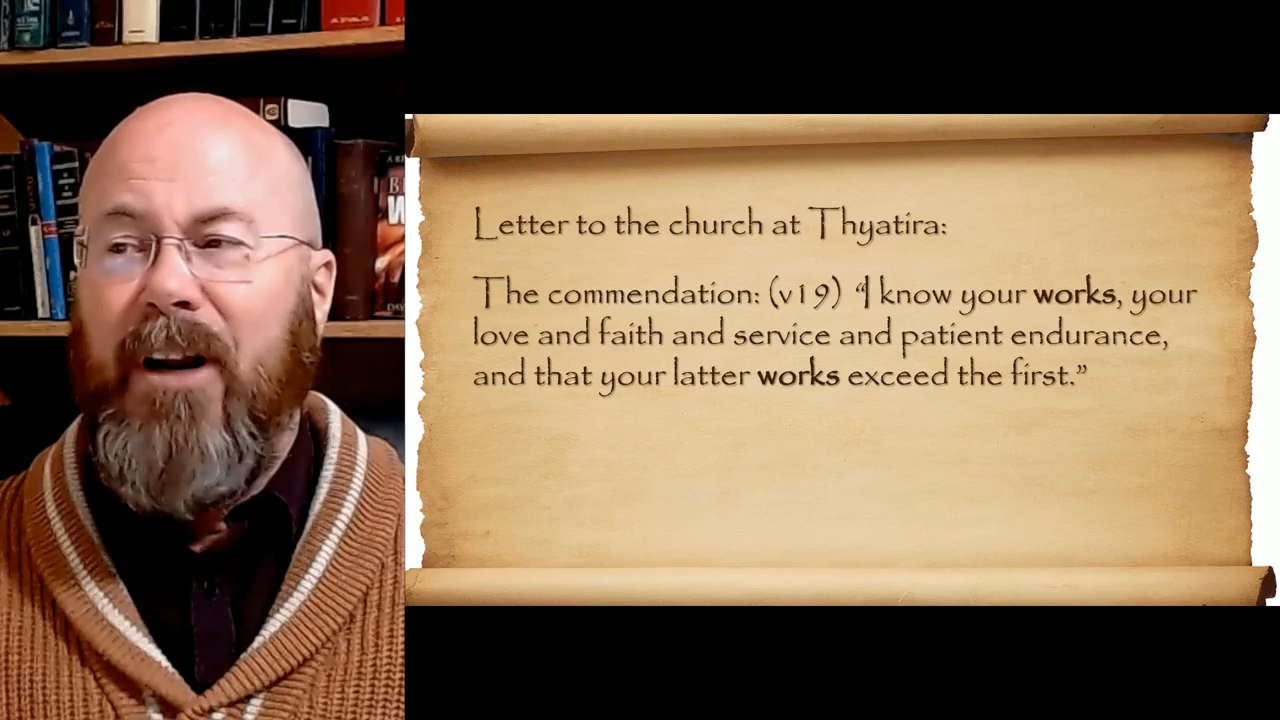 Letter to the church at Thyatira:
The commendation: (v19) “I know your works, your
love and faith and service and patient endurance,
and that your latter works exceed the first.”